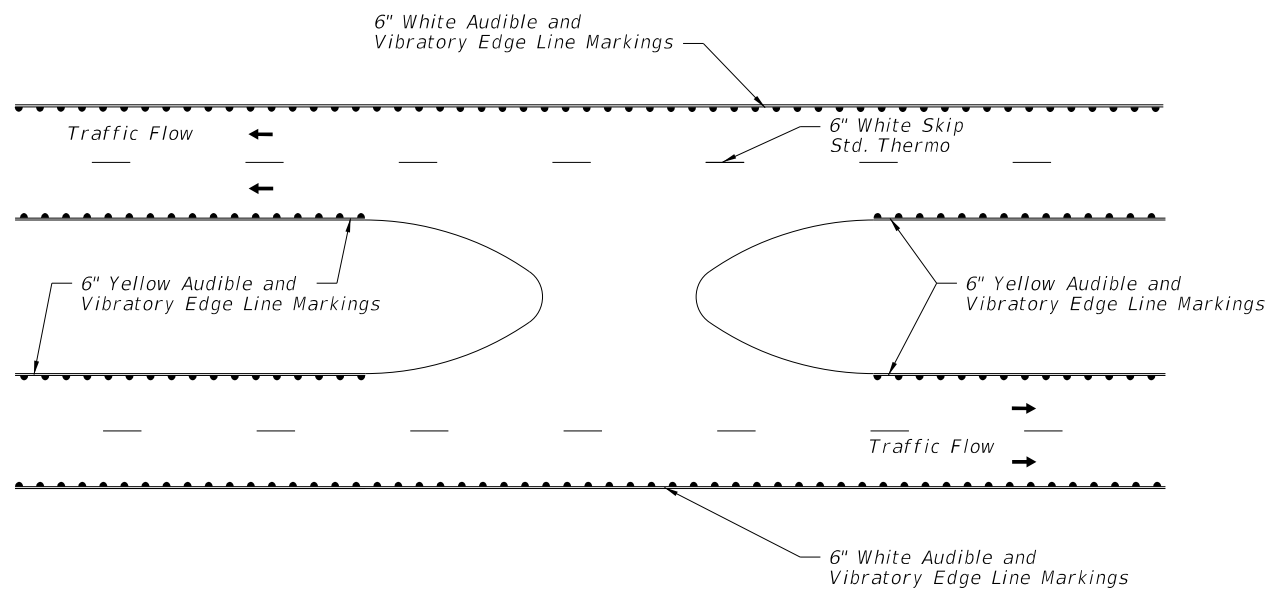 6" White Audible and
Vibratory Edge Line Markings
Traffic Flow
6" White Skip
Std. Thermo
6" Yellow Audible and
Vibratory Edge Line Markings
6" Yellow Audible and
Vibratory Edge Line Markings
Traffic Flow
6" White Audible and
Vibratory Edge Line Markings